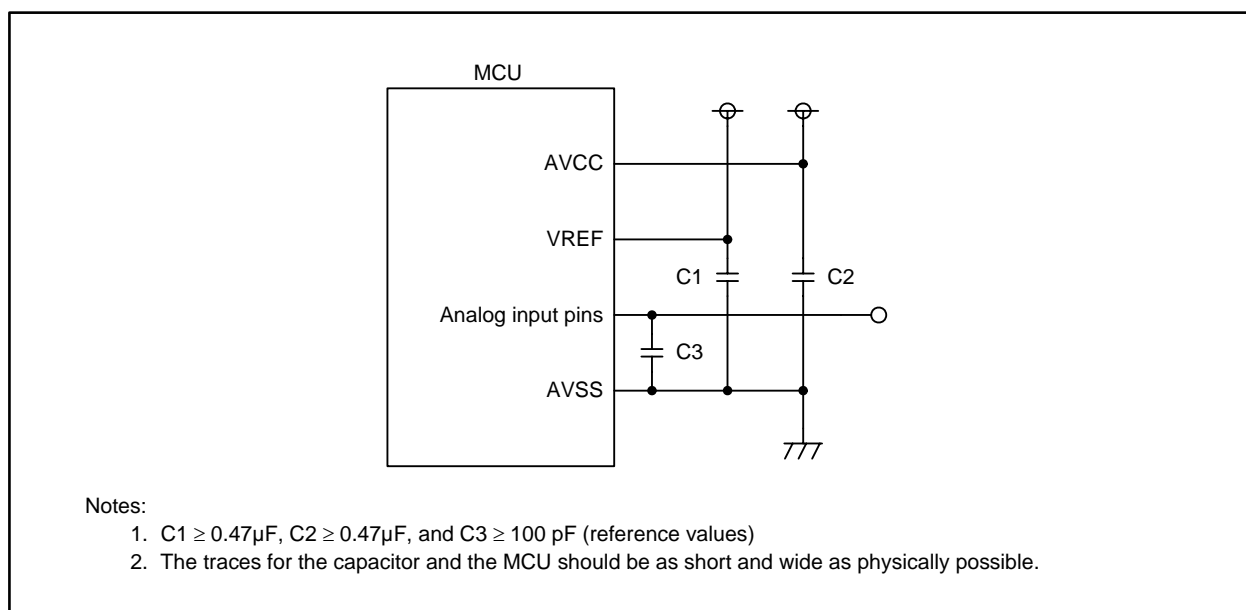 MCU
AVCC
VREF
C1
C2
Analog input pins
C3
AVSS
Notes:
1. C1 ≥ 0.47µF, C2 ≥ 0.47µF, and C3 ≥ 100 pF (reference values)
2. The traces for the capacitor and the MCU should be as short and wide as physically possible.